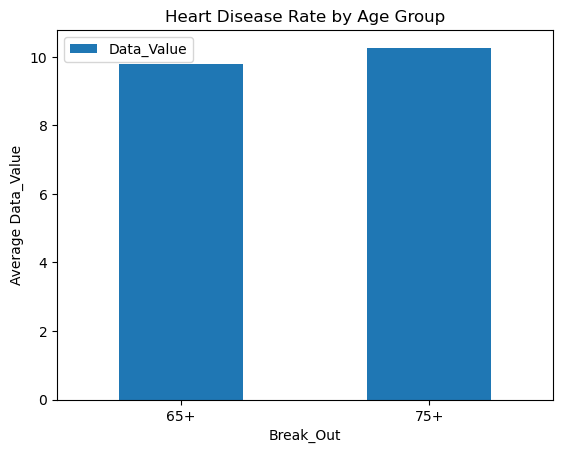 Heart Disease Rate by Age Group
Data_Value
Average Data_Value
10
8
6
4
2
0
65+
75+
Break_Out